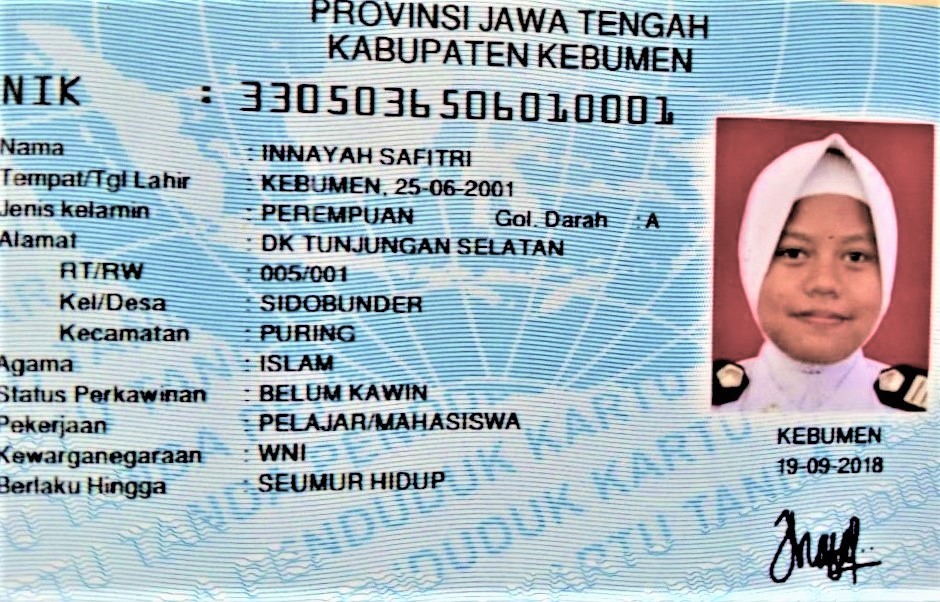 PROVINSI JAWA TENGAH
KABUPATEN KEBUMEN
NIK : 3305036506010001
Nama : INNAYAH SAFITRI
Tempat/Tgl Lahir : KEBUMEN, 25-06-2001
Jenis kelamin : PEREMPUAN Gol. Darah : A
Alamat : DK TUNJUNGAN SELATAN
RT/RW : 005/001
Kel/Desa : SIDOBUNDER
Kecamatan : PURING
Agama : ISLAM
Status Perkawinan : BELUM KAWIN
Pekerjaan : PELAJAR/MAHASISWA
Kewarganegaraan : WNI
Berlaku Hingga : SEUMUR HIDUP
KEBUMEN
19-09-2018